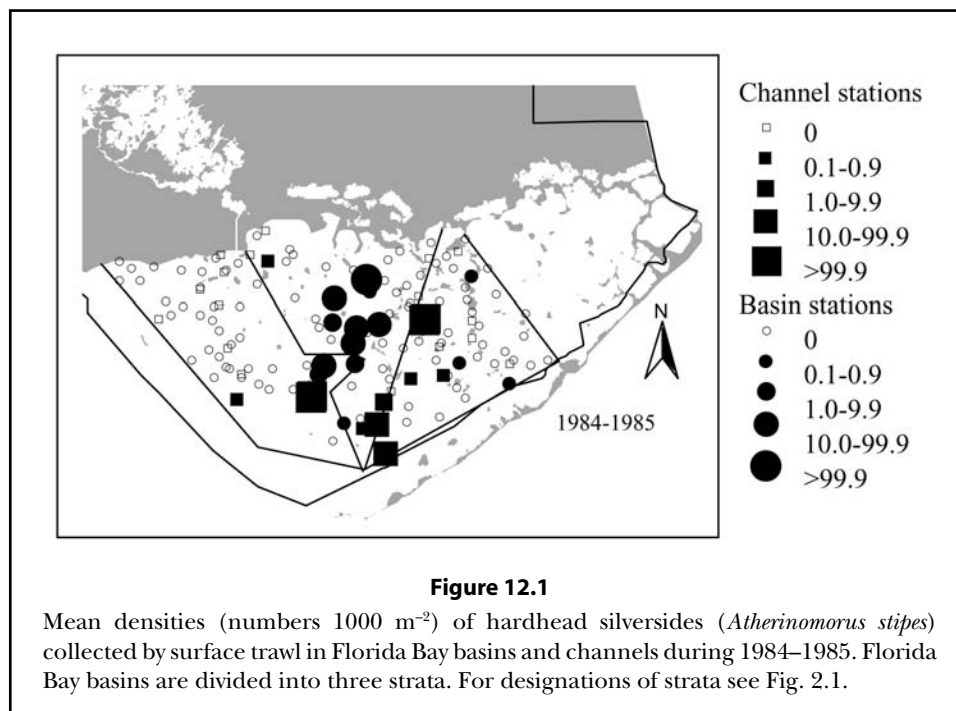 Channel stations
0
0.1-0.9
1.0-9.9
10.0-99.9
>99.9
Basin stations
0
0.1-0.9
1.0-9.9
10.0-99.9
>99.9
N
1984-1985
Figure 12.1
Mean densities (numbers 1000 m⁻²) of hardhead silversides (Atherinomorus stipes)
collected by surface trawl in Florida Bay basins and channels during 1984–1985. Florida
Bay basins are divided into three strata. For designations of strata see Fig. 2.1.